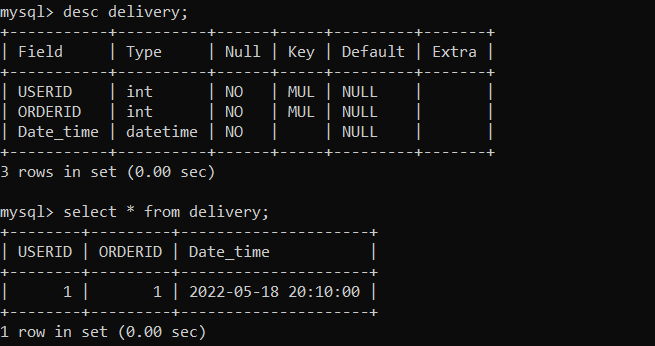 mysql> desc delivery;
+-----------+----------+------+-----+---------+-------+
| Field     | Type     | Null | Key | Default | Extra |
+-----------+----------+------+-----+---------+-------+
| USERID    | int      | NO   | MUL | NULL    |       |
| ORDERID   | int      | NO   | MUL | NULL    |       |
| Date_time | datetime | NO   |     | NULL    |       |
+-----------+----------+------+-----+---------+-------+
3 rows in set (0.00 sec)

mysql> select * from delivery;
+--------+---------+---------------------+
| USERID | ORDERID | Date_time           |
+--------+---------+---------------------+
|      1 |       1 | 2022-05-18 20:10:00 |
+--------+---------+---------------------+
1 row in set (0.00 sec)